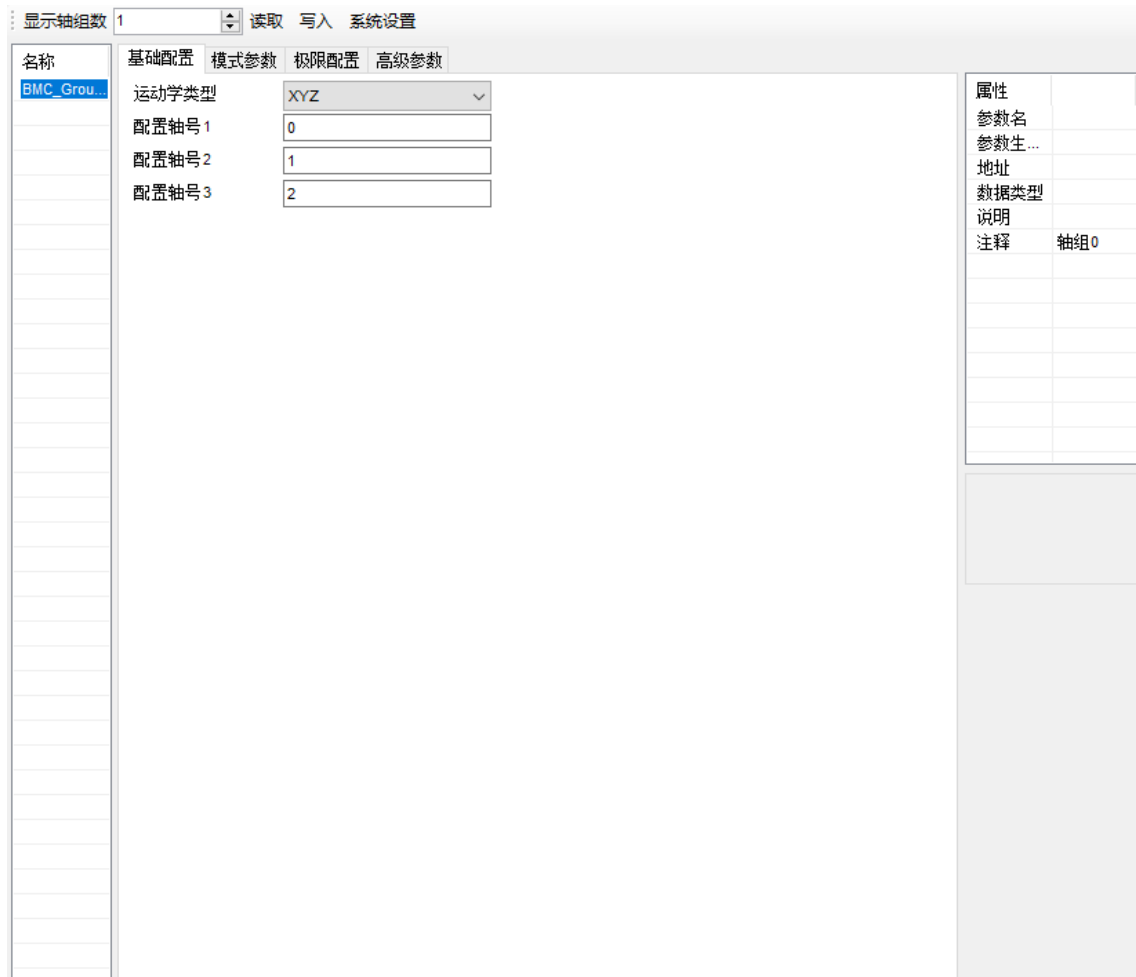 显示轴组数 1 读取 写入 系统设置
名称
BMC_Grou...
基础配置 模式参数 极限配置 高级参数
运动学类型 XYZ
配置轴号1 0
配置轴号2 1
配置轴号3 2
属性
参数名
参数生...
地址
数据类型
说明
注释 轴组0